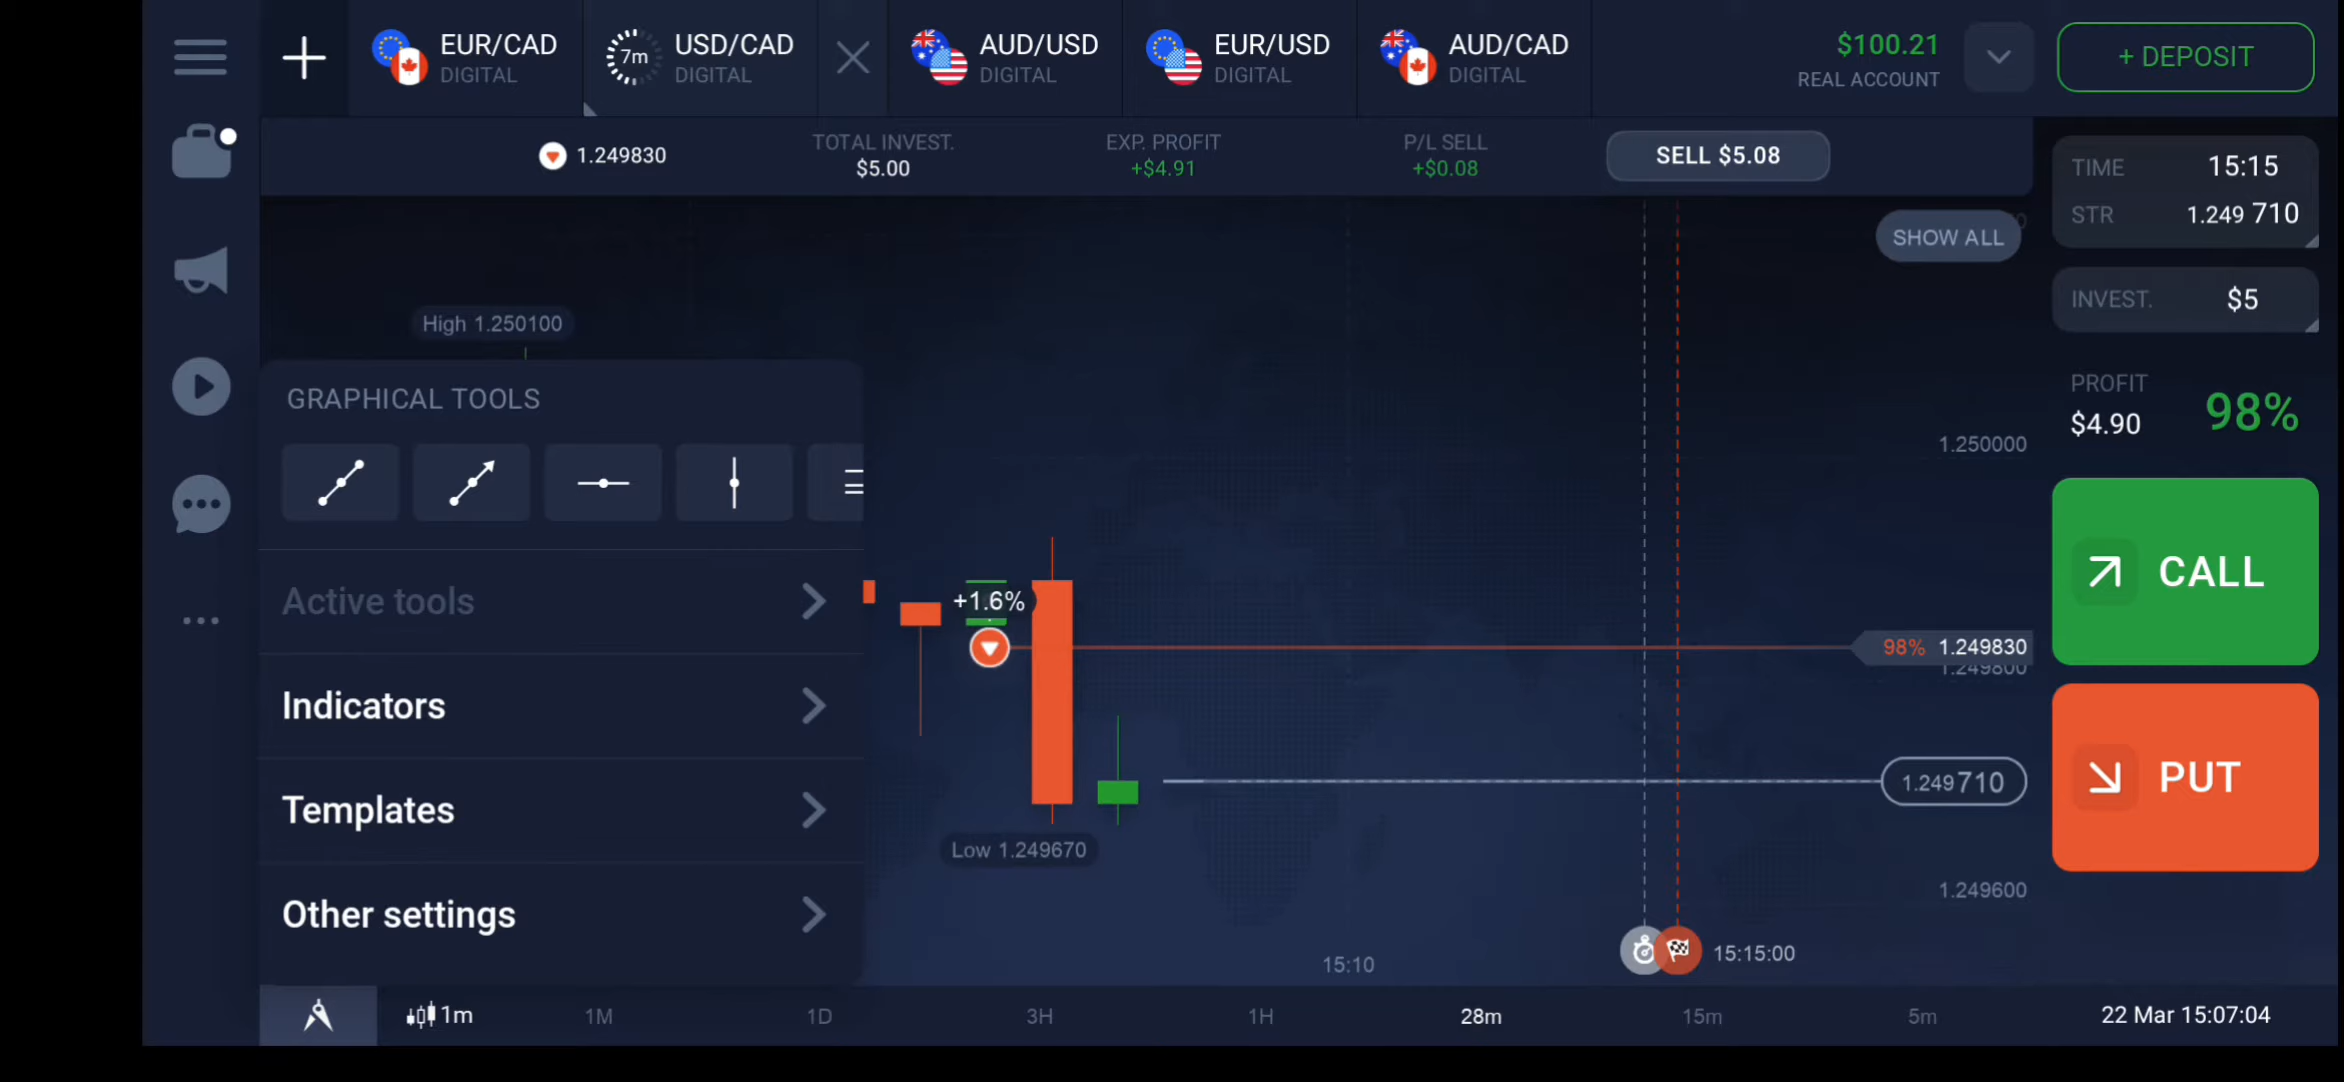 EUR/CAD
DIGITAL
7m
USD/CAD
DIGITAL
AUD/USD
DIGITAL
EUR/USD
DIGITAL
AUD/CAD
DIGITAL
$100.21
REAL ACCOUNT
+ DEPOSIT
1.249830
TOTAL INVEST.
$5.00
EXP. PROFIT
+$4.91
P/L SELL
+$0.08
SELL $5.08
TIME 15:15
STR 1.249 710
SHOW ALL
INVEST. $5
High 1.250100
PROFIT
$4.90
98%
GRAPHICAL TOOLS
1.250000
CALL
Active tools
+1.6%
98% 1.249830
1.249800
Indicators
PUT
1.249710
Templates
Low 1.249670
1.249600
Other settings
15:10
15:15:00
1m
1M
1D
3H
1H
28m
15m
5m
22 Mar 15:07:04